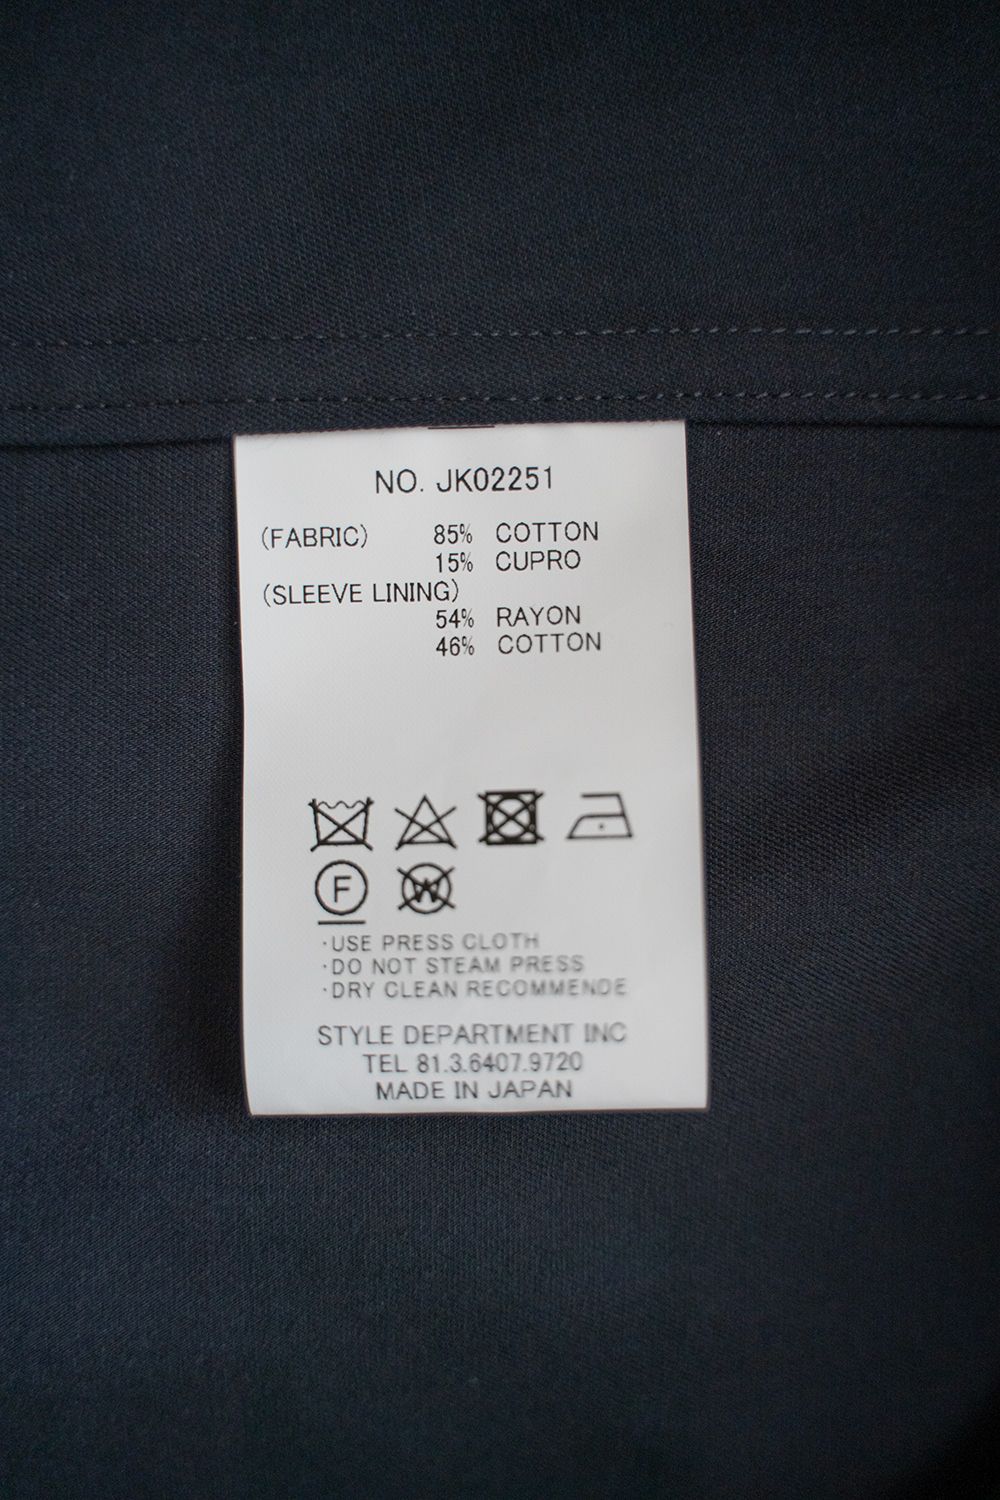 NO. JK02251
(FABRIC) 85% COTTON
15% CUPRO
(SLEEVE LINING)
54% RAYON
46% COTTON
F W
·USE PRESS CLOTH
·DO NOT STEAM PRESS
·DRY CLEAN RECOMMENDE
STYLE DEPARTMENT INC
TEL 81.3.6407.9720
MADE IN JAPAN